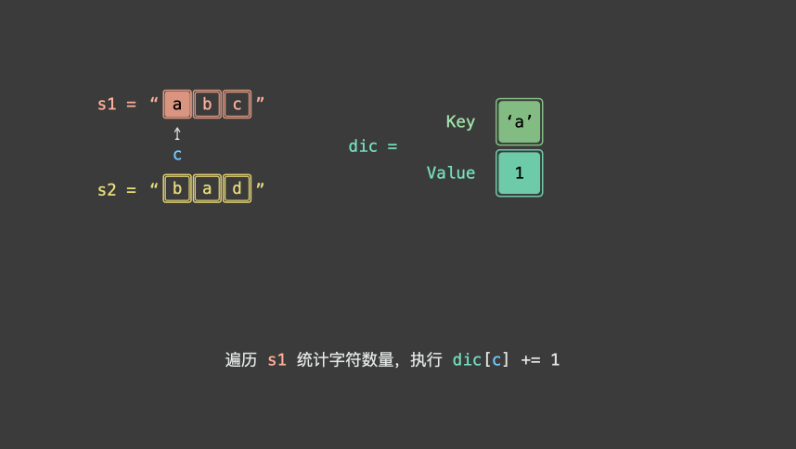 s1 = “ a b c ”
c
s2 = “ b a d ”
dic =
Key ‘a’
Value 1
遍历 s1 统计字符数量，执行 dic[c] += 1